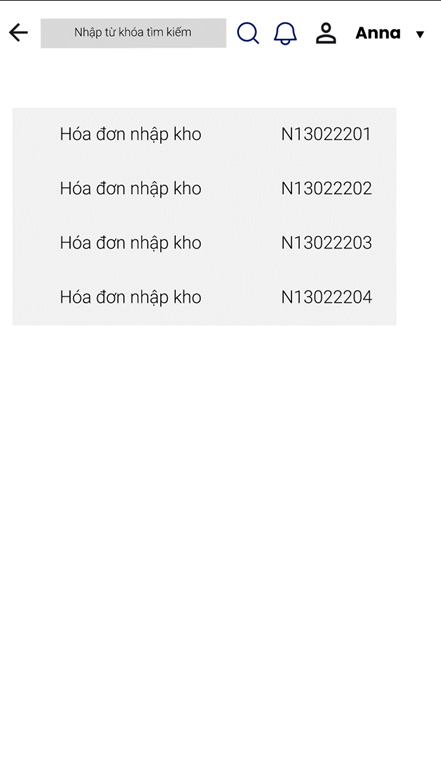 Nhập từ khóa tìm kiếm Anna
Hóa đơn nhập kho N13022201
Hóa đơn nhập kho N13022202
Hóa đơn nhập kho N13022203
Hóa đơn nhập kho N13022204